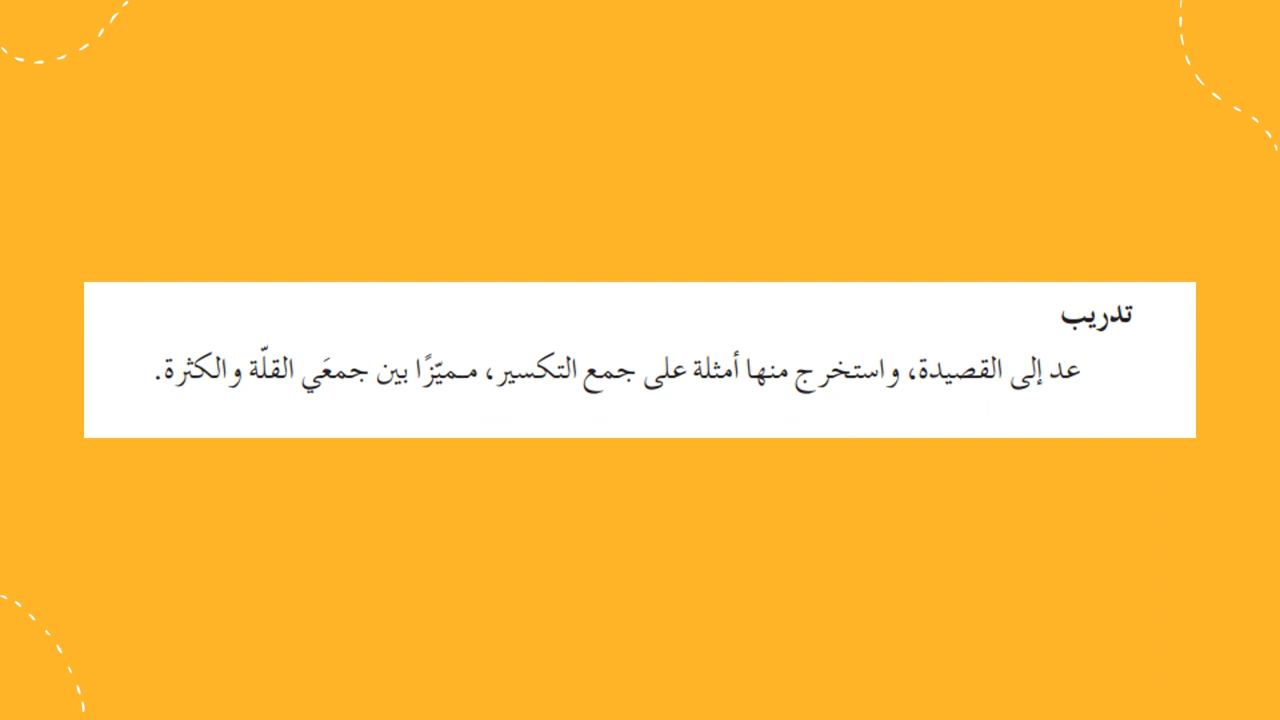 تدريب
عد إلى القصيدة، واستخرج منها أمثلة على جمع التكسير، مـميّزًا بين جمعَي القلّة والكثرة.